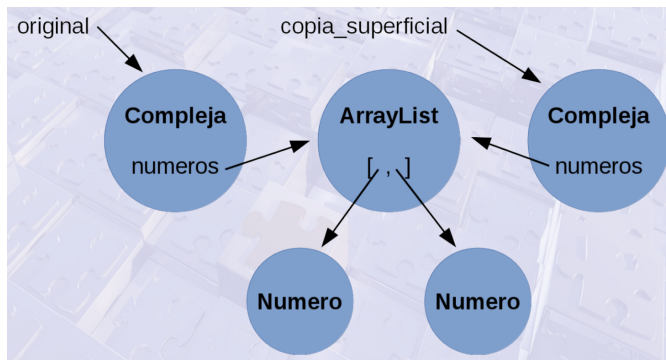 original
copia_superficial
Compleja
ArrayList
Compleja
numeros
[ , ]
numeros
Numero
Numero